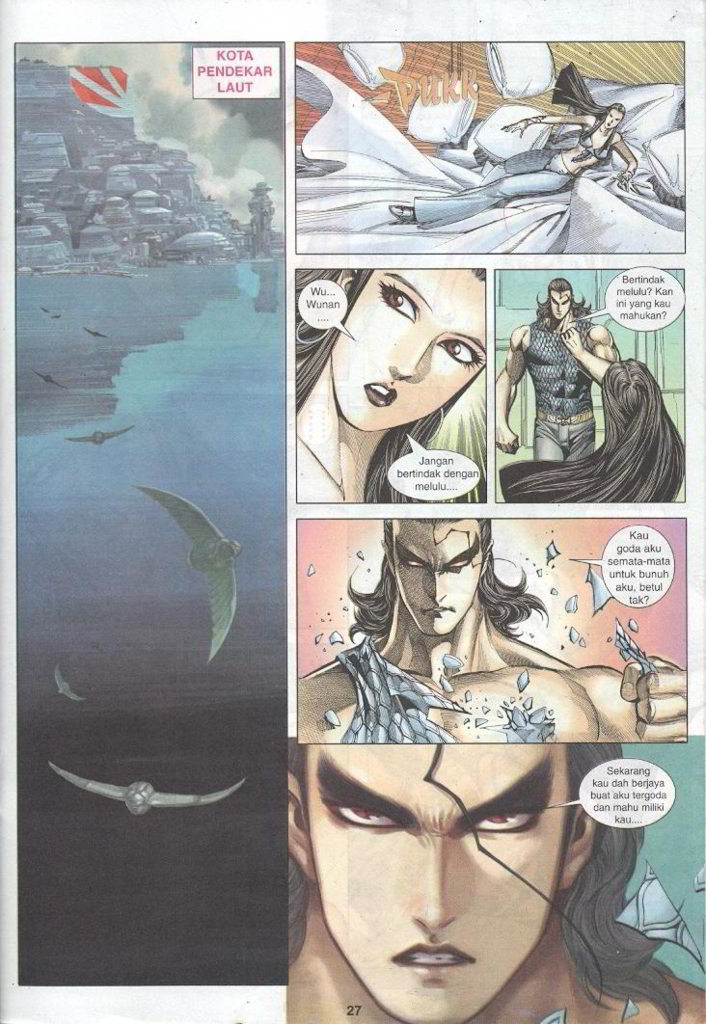 KOTA
PENDEKAR
LAUT
PUKK
Wu...
Wunan
....
Jangan
bertindak dengan
melulu....
Bertindak
melulu? Kan
ini yang kau
mahukan?
Kau
goda aku
semata-mata
untuk bunuh
aku, betul
tak?
Sekarang
kau dah berjaya
buat aku tergoda
dan mahu miliki
kau....
27